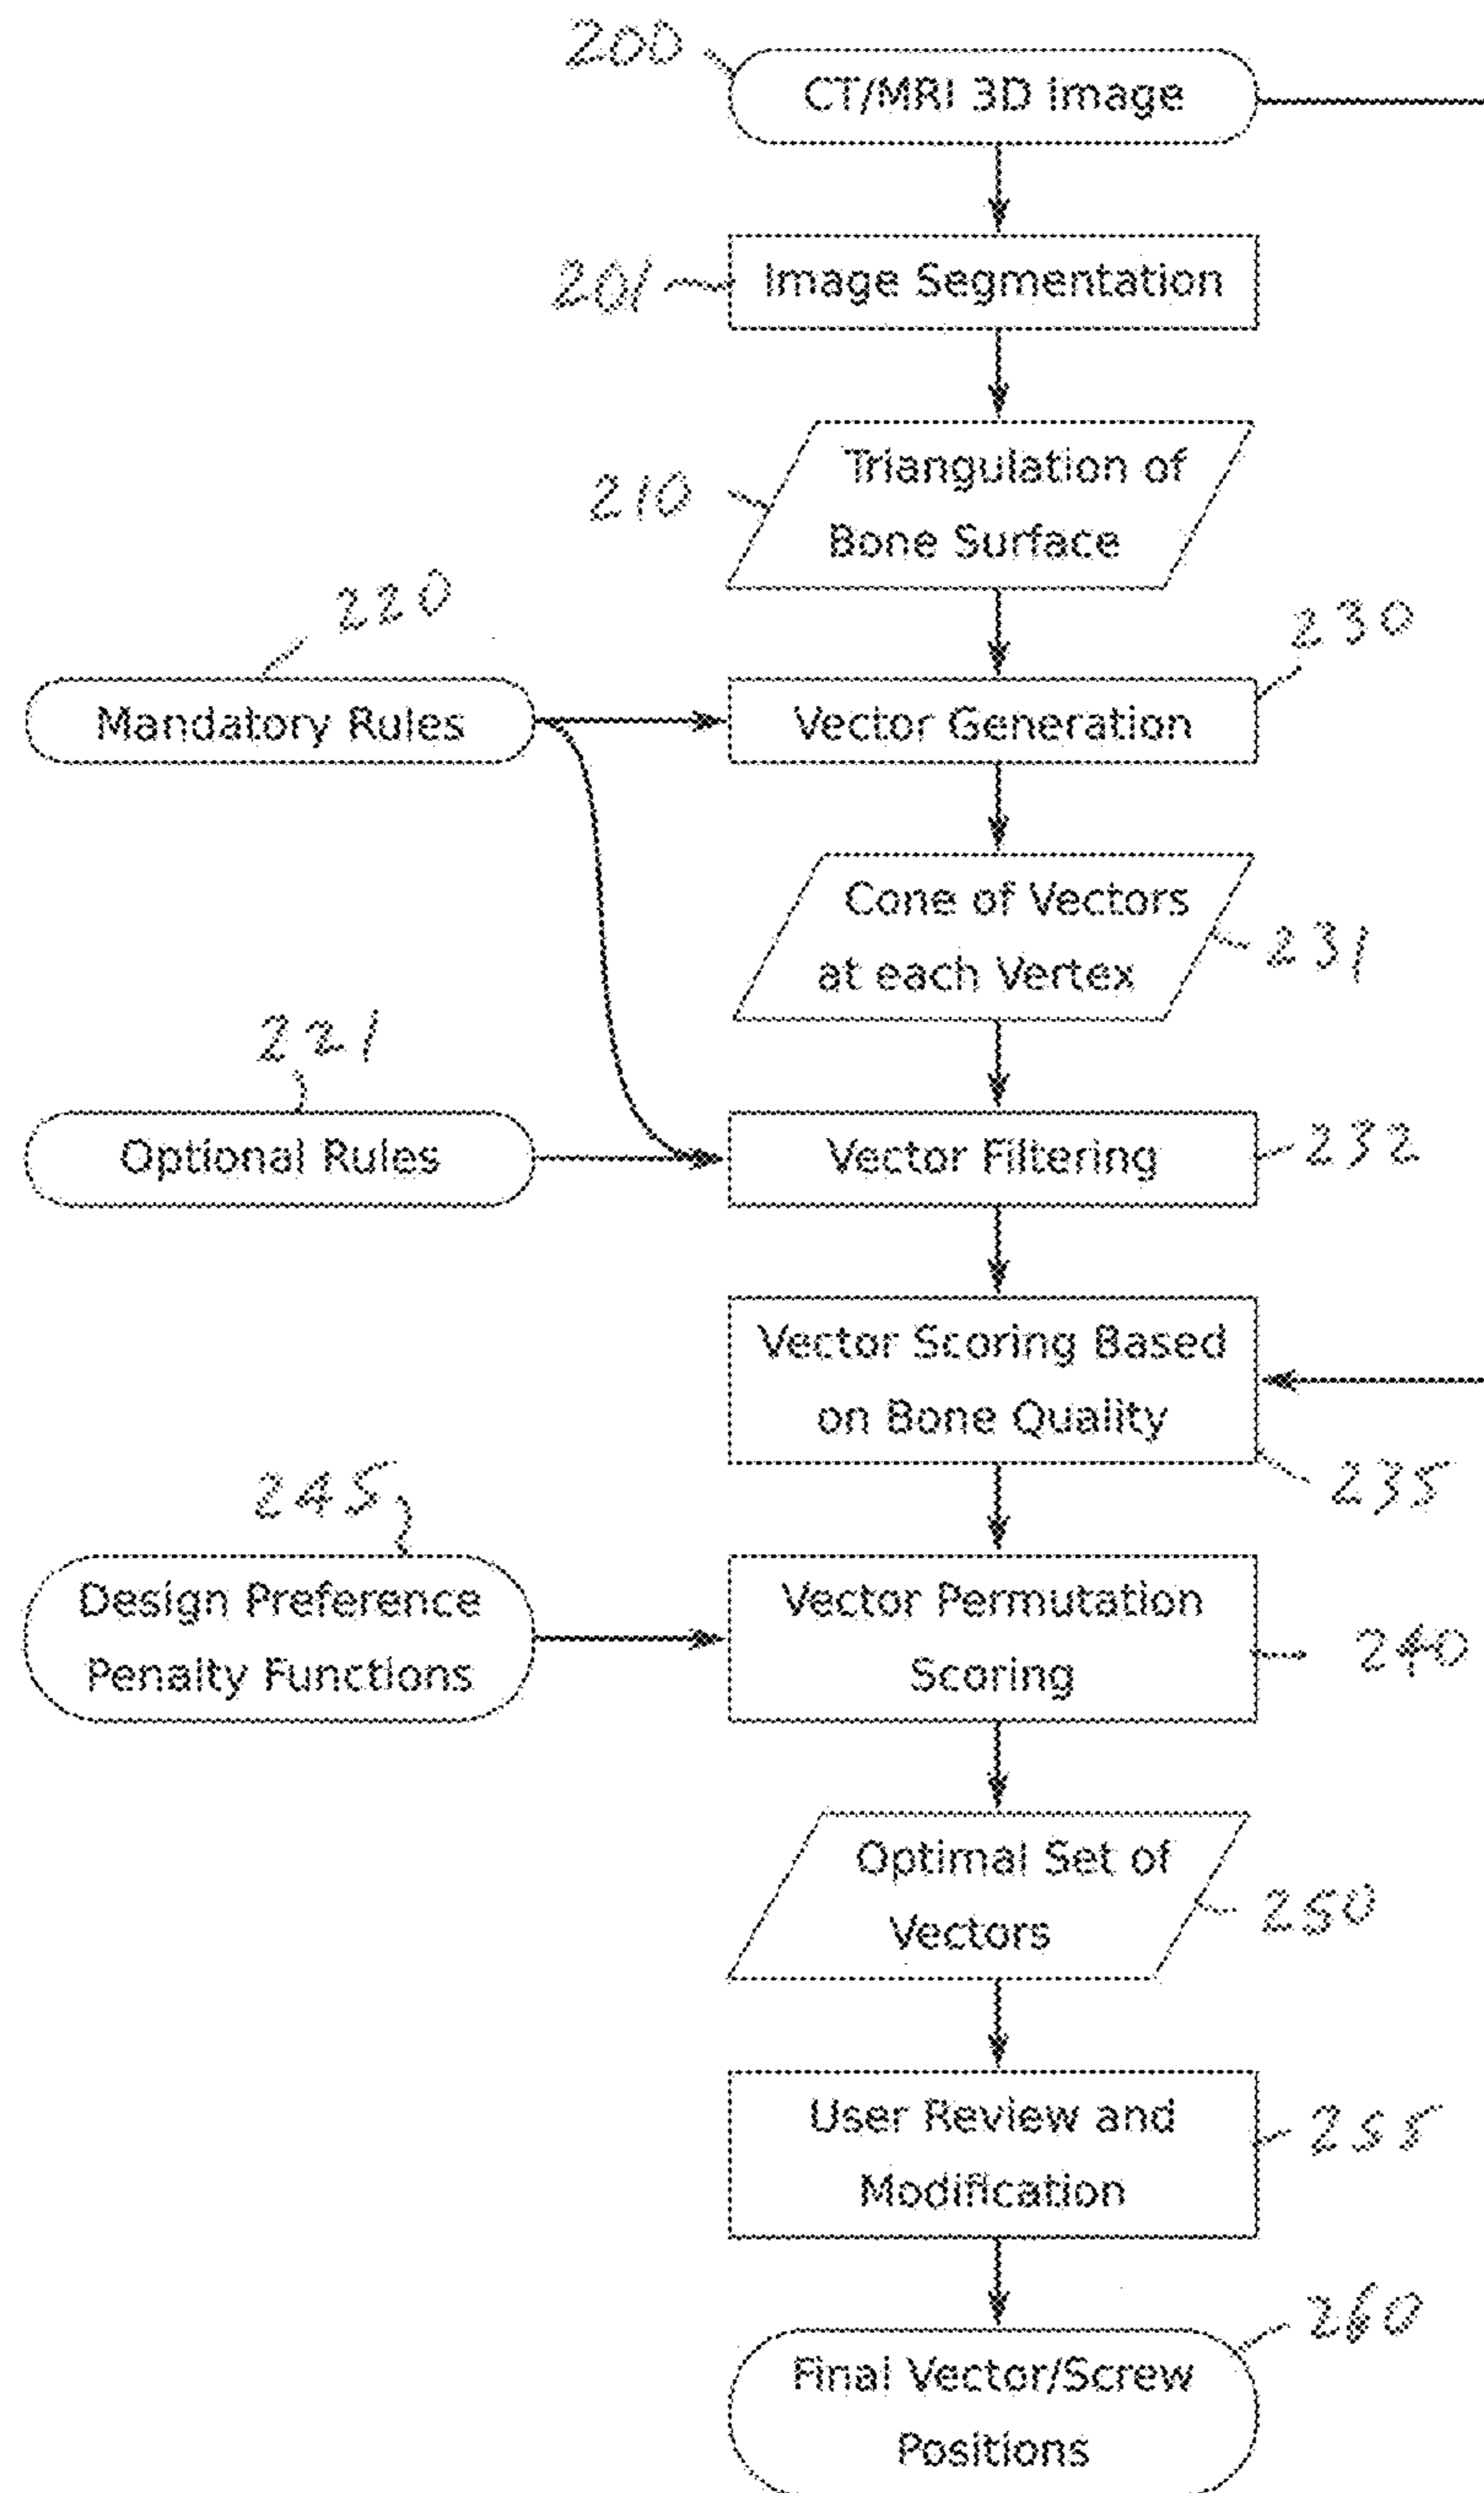 200
CT/MRI 3D image
201
Image Segmentation
210
Triangulation of
Bone Surface
220
230
Mandatory Rules
Vector Generation
Cone of Vectors
at each Vertex
231
221
Optional Rules
Vector Filtering
232
Vector Scoring Based
on Bone Quality
235
245
Design Preference
Penalty Functions
Vector Permutation
Scoring
240
Optimal Set of
Vectors
250
User Review and
Modification
255
260
Final Vector/Screw
Positions